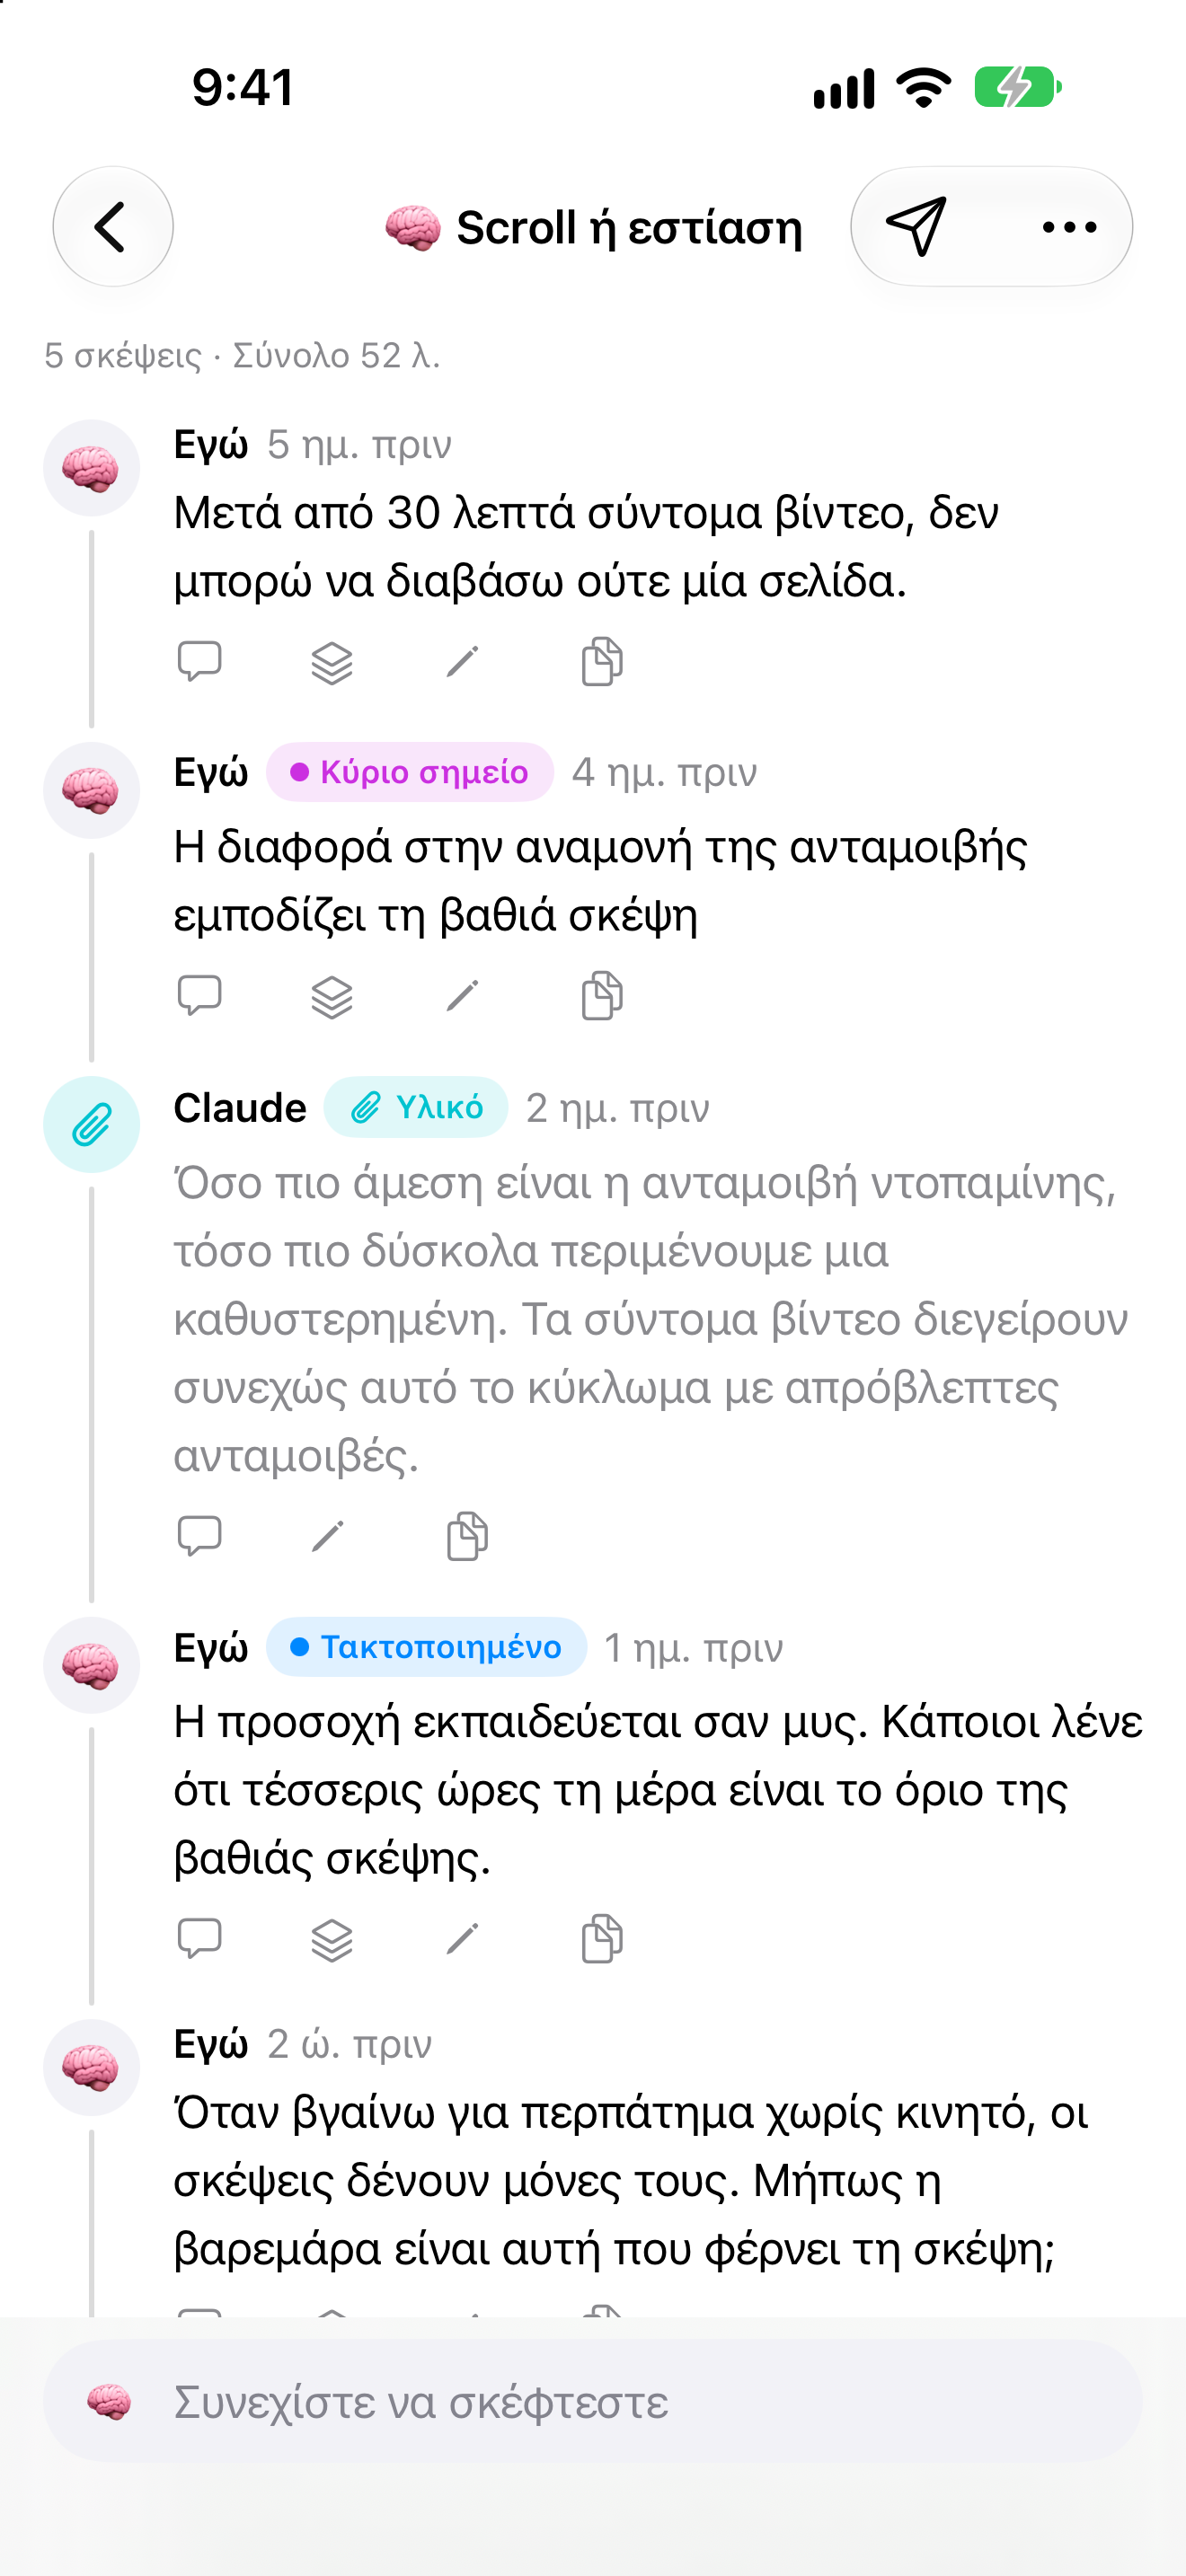 9:41
Scroll ή εστίαση
5 σκέψεις · Σύνολο 52 λ.
Εγώ 5 ημ. πριν
Μετά από 30 λεπτά σύντομα βίντεο, δεν
μπορώ να διαβάσω ούτε μία σελίδα.
Εγώ Κύριο σημείο 4 ημ. πριν
Η διαφορά στην αναμονή της ανταμοιβής
εμποδίζει τη βαθιά σκέψη
Claude Υλικό 2 ημ. πριν
Όσο πιο άμεση είναι η ανταμοιβή ντοπαμίνης,
τόσο πιο δύσκολα περιμένουμε μια
καθυστερημένη. Τα σύντομα βίντεο διεγείρουν
συνεχώς αυτό το κύκλωμα με απρόβλεπτες
ανταμοιβές.
Εγώ Τακτοποιημένο 1 ημ. πριν
Η προσοχή εκπαιδεύεται σαν μυς. Κάποιοι λένε
ότι τέσσερις ώρες τη μέρα είναι το όριο της
βαθιάς σκέψης.
Εγώ 2 ώ. πριν
Όταν βγαίνω για περπάτημα χωρίς κινητό, οι
σκέψεις δένουν μόνες τους. Μήπως η
βαρεμάρα είναι αυτή που φέρνει τη σκέψη;
Συνεχίστε να σκέφτεστε